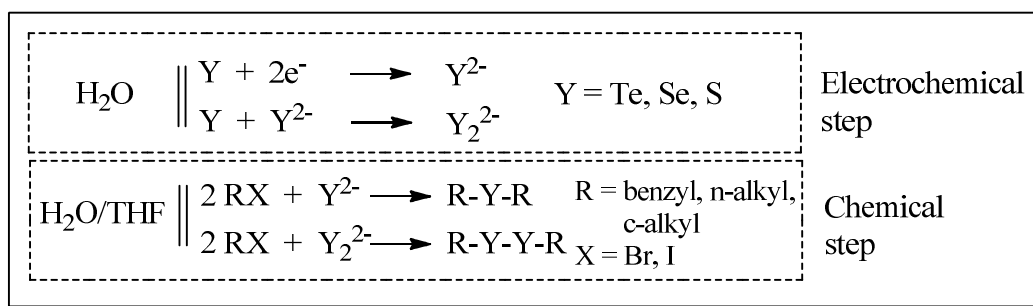 H₂O
Y + 2e⁻ → Y²⁻
Y + Y²⁻ → Y₂²⁻
Y = Te, Se, S
Electrochemical
step
H₂O/THF
2 RX + Y²⁻ → R-Y-R
2 RX + Y₂²⁻ → R-Y-Y-R
R = benzyl, n-alkyl,
c-alkyl
X = Br, I
Chemical
step